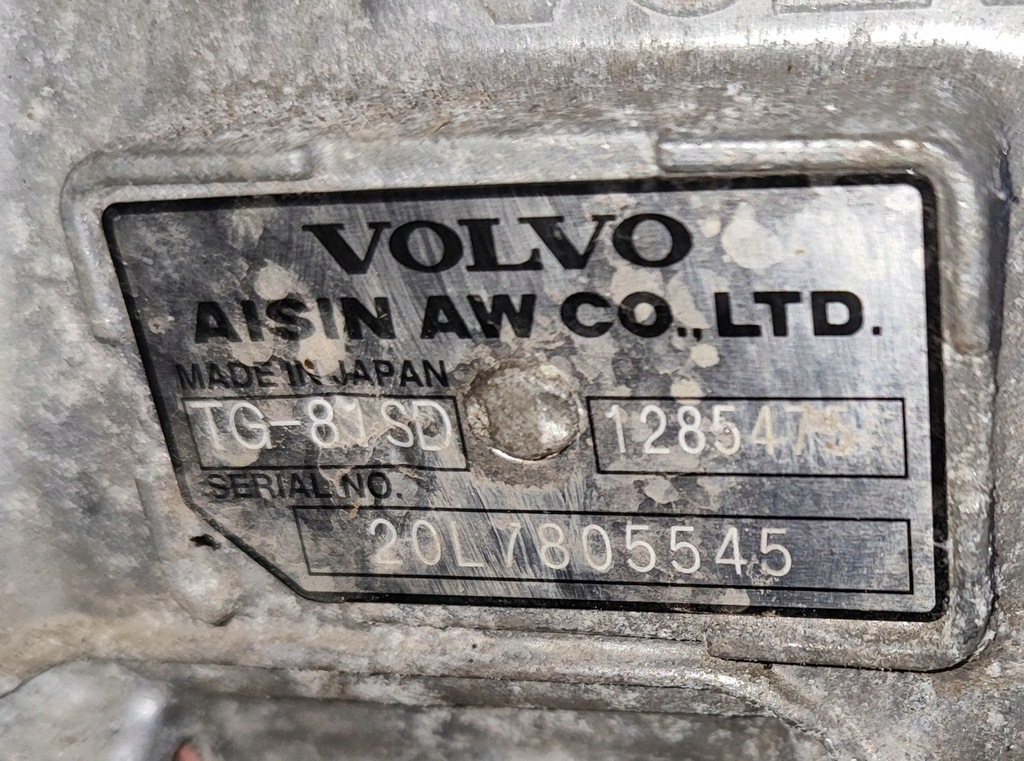 VOLVO
AISIN AW CO., LTD.
MADE IN JAPAN
TG-81SD 1285475
SERIAL NO.
20L7805545